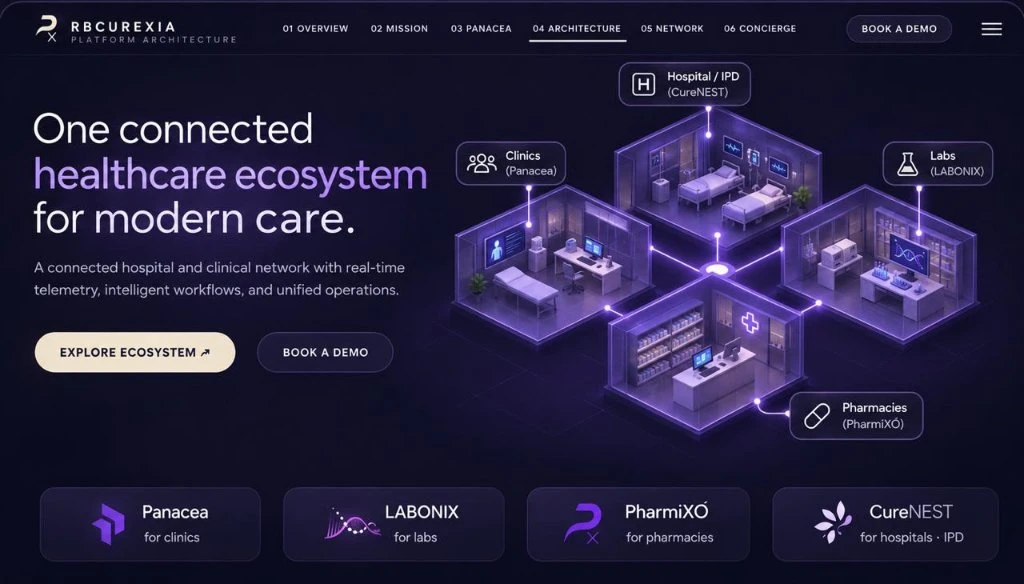 RBCUREXIA
PLATFORM ARCHITECTURE
01 OVERVIEW
02 MISSION
03 PANACEA
04 ARCHITECTURE
05 NETWORK
06 CONCIERGE
BOOK A DEMO
One connected
healthcare ecosystem
for modern care.
A connected hospital and clinical network with real-time
telemetry, intelligent workflows, and unified operations.
EXPLORE ECOSYSTEM ↗
BOOK A DEMO
H
Hospital / IPD
(CureNEST)
Clinics
(Panacea)
Labs
(LABONIX)
Pharmacies
(PharmiXÓ)
Panacea
for clinics
LABONIX
for labs
PharmiXÓ
for pharmacies
CureNEST
for hospitals · IPD